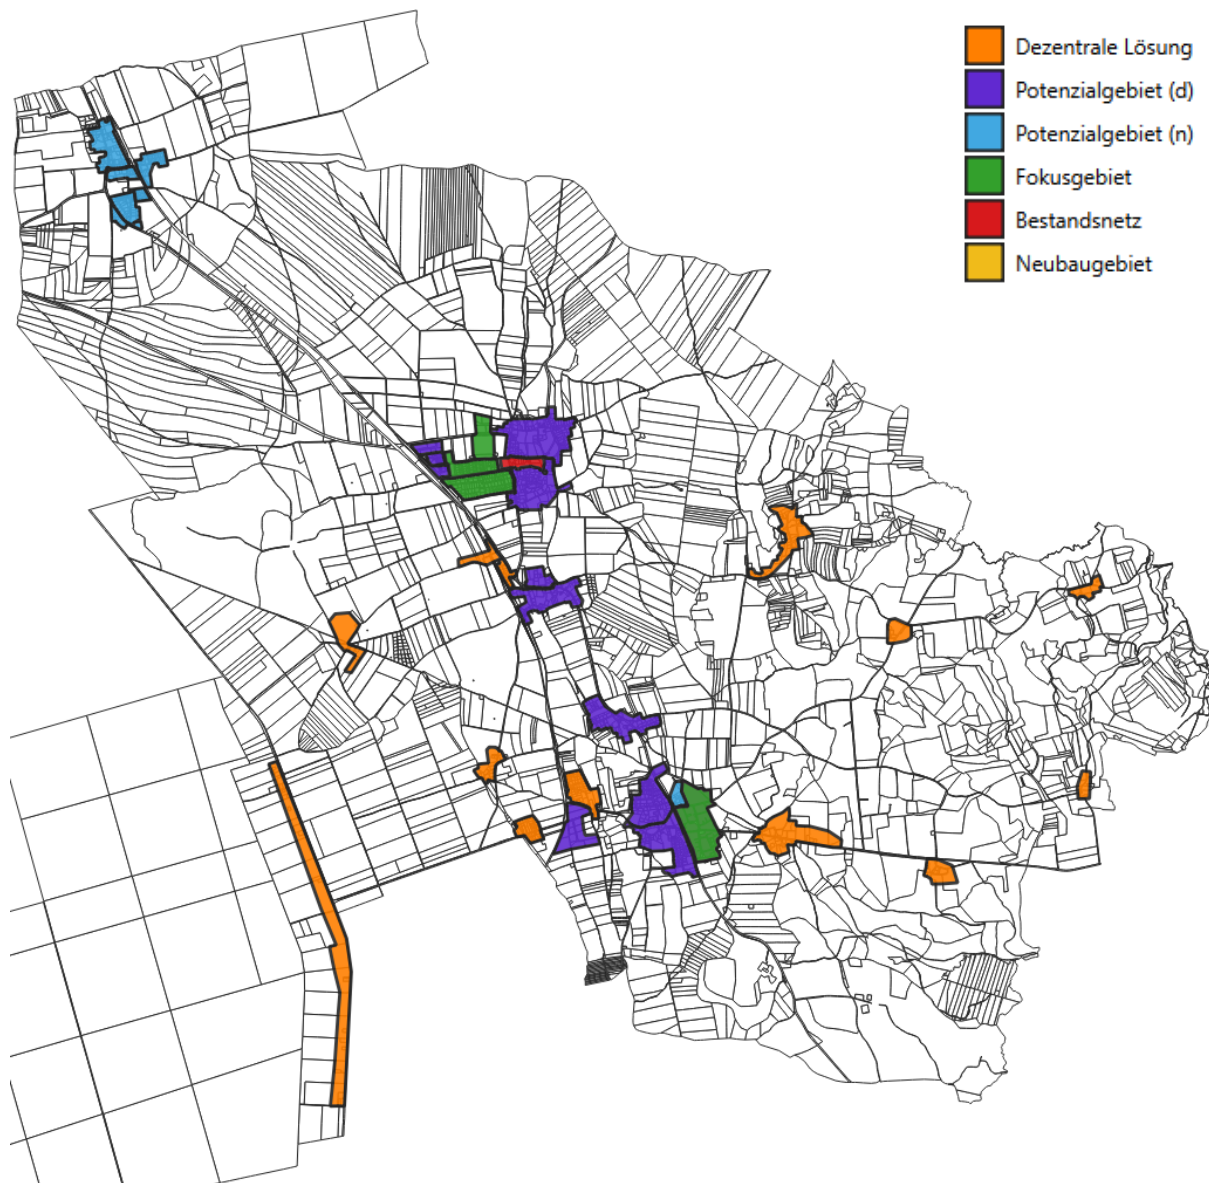 Dezentrale Lösung
Potenzialgebiet (d)
Potenzialgebiet (n)
Fokusgebiet
Bestandsnetz
Neubaugebiet